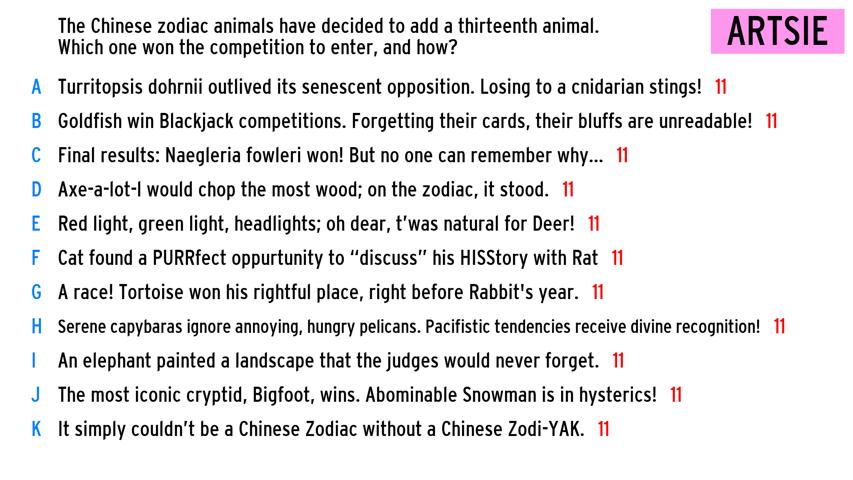 The Chinese zodiac animals have decided to add a thirteenth animal.
Which one won the competition to enter, and how?
ARTSIE
A Turritopsis dohrnii outlived its senescent opposition. Losing to a cnidarian stings! 11
B Goldfish win Blackjack competitions. Forgetting their cards, their bluffs are unreadable! 11
C Final results: Naegleria fowleri won! But no one can remember why... 11
D Axe-a-lot-l would chop the most wood; on the zodiac, it stood. 11
E Red light, green light, headlights; oh dear, t'was natural for Deer! 11
F Cat found a PURRfect oppurtunity to “discuss” his HISStory with Rat 11
G A race! Tortoise won his rightful place, right before Rabbit's year. 11
H Serene capybaras ignore annoying, hungry pelicans. Pacifistic tendencies receive divine recognition! 11
I An elephant painted a landscape that the judges would never forget. 11
J The most iconic cryptid, Bigfoot, wins. Abominable Snowman is in hysterics! 11
K It simply couldn't be a Chinese Zodiac without a Chinese Zodi-YAK. 11